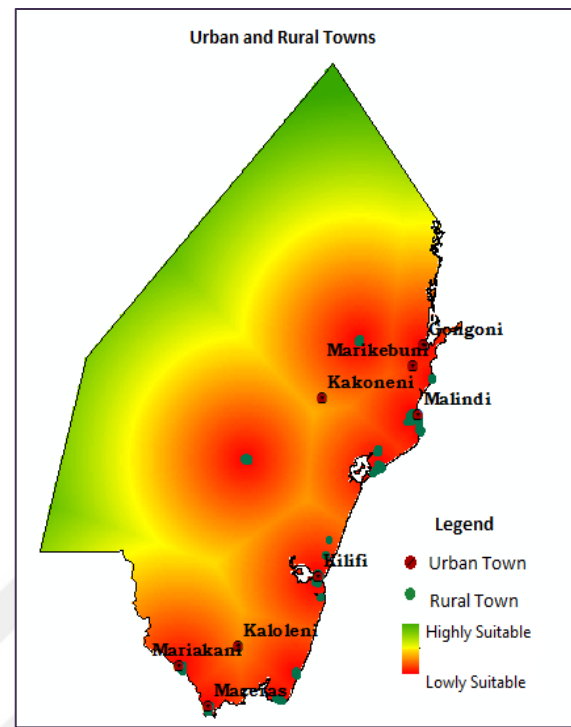 Urban and Rural Towns
Gongoni
Marikebuni
Kakoneni
Malindi
Legend
Kilifi
Urban Town
Rural Town
Kaloleni
Highly Suitable
Mariakani
Lowly Suitable
Mazeras